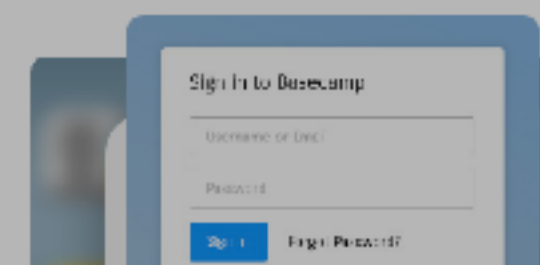 Sign in to Basecamp
Username or Email
Password
Sign in
Forgot Password?